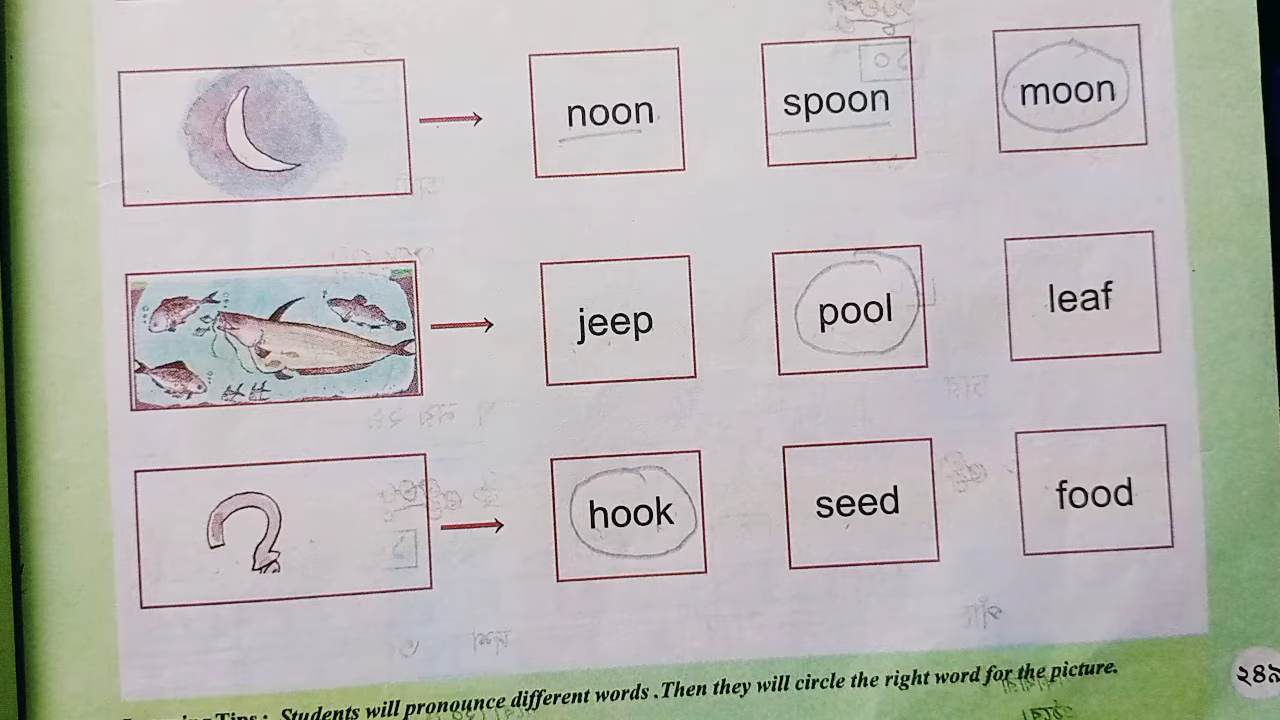 noon spoon moon
jeep pool leaf
hook seed food
Tips : Students will pronounce different words .Then they will circle the right word for the picture.
২৪৯